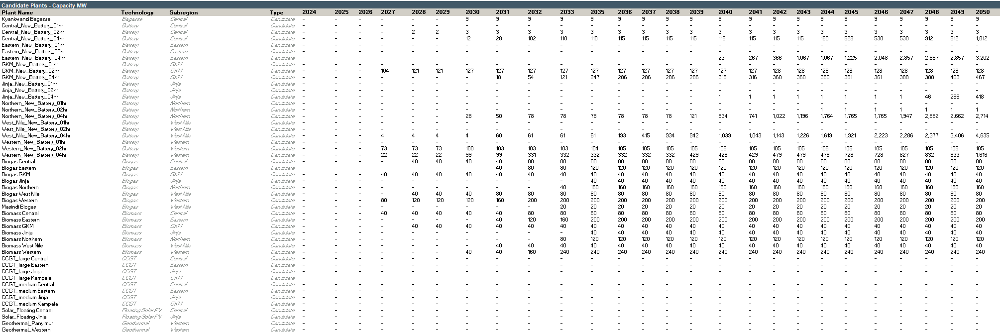 Candidate Plants - Capacity MW
Plant Name Technology Subregion Type 2024 2025 2026 2027 2028 2029 2030 2031 2032 2033 2035 2036 2037 2038 2039 2040 2041 2042 2043 2044 2045 2046 2047 2048 2049 2050
Kyankwanzi Bagasse Bagasse Central Candidate - - - - - - 9 9 9 9 9 9 9 9 9 9 9 9 9 9 9 9 9 9 9 9
Central_New_Battery_01hr Battery Central Candidate - - - - - - - - - - - - - - - - - - - - - - - - - -
Central_New_Battery_02hr Battery Central Candidate - - - - 2 2 3 3 3 3 3 3 3 3 3 3 3 3 3 3 3 3 3 3 3 3
Central_New_Battery_04hr Battery Central Candidate - - - - - - 12 28 102 110 110 115 115 115 115 115 115 115 115 180 529 530 530 912 912 1,812
Eastern_New_Battery_01hr Battery Eastern Candidate - - - - - - - - - - - - - - - - - - - - - - - - - -
Eastern_New_Battery_02hr Battery Eastern Candidate - - - - - - - - - - - - - - - - - - - - - - - - - -
Eastern_New_Battery_04hr Battery Eastern Candidate - - - - - - - - - - - - - - - 23 267 366 1,067 1,067 1,225 2,048 2,857 2,857 2,857 3,202
GKM_New_Battery_01hr Battery GKM Candidate - - - - - - - - - - - - - - - - - - - - - - - - - -
GKM_New_Battery_02hr Battery GKM Candidate - - - 104 121 121 127 127 127 127 127 127 127 127 127 127 127 128 128 128 128 128 128 128 128 128
GKM_New_Battery_04hr Battery GKM Candidate - - - - - - - 18 54 121 247 286 286 286 286 316 316 360 360 360 361 361 388 388 403 467
Jinja_New_Battery_01hr Battery Jinja Candidate - - - - - - - - - - - - - - - - - - - - - - - - - -
Jinja_New_Battery_02hr Battery Jinja Candidate - - - - - - - - - - - - - - - - - - - - - - - - - -
Jinja_New_Battery_04hr Battery Jinja Candidate - - - - - - - - - - - - - - - 1 1 1 1 1 1 1 1 46 286 418
Northern_New_Battery_01hr Battery Northern Candidate - - - - - - - - - - - - - - - - - - - - - - - - - -
Northern_New_Battery_02hr Battery Northern Candidate - - - - - - - - - - - - - - - - - - - 1 1 1 1 1 1 1
Northern_New_Battery_04hr Battery Northern Candidate - - - - - - 28 50 78 78 78 78 78 78 121 534 741 1,022 1,196 1,764 1,765 1,765 1,947 2,662 2,662 2,714
West_Nile_New_Battery_01hr Battery West Nile Candidate - - - - - - - - - - - - - - - - - - - - - - - - - -
West_Nile_New_Battery_02hr Battery West Nile Candidate - - - - - - - - - - - - - - - - - - - - - - - - - -
West_Nile_New_Battery_04hr Battery West Nile Candidate - - - 4 4 4 4 60 61 61 61 193 415 934 942 1,039 1,043 1,143 1,226 1,619 1,921 2,223 2,286 2,377 3,406 4,635
Western_New_Battery_01hr Battery Western Candidate - - - - - - - - - - - - - - - - - - - - - - - - - -
Western_New_Battery_02hr Battery Western Candidate - - - 73 73 73 100 103 103 103 104 105 105 105 105 105 105 105 105 105 105 105 105 105 105 105
Western_New_Battery_04hr Battery Western Candidate - - - 22 22 22 99 99 331 332 332 332 332 332 429 429 429 479 479 479 728 728 827 832 833 1,616
Biogas Central Biogas Central Candidate - - - - 40 40 40 40 80 80 80 80 80 80 80 80 80 80 80 80 80 80 80 80 80 80
Biogas Eastern Biogas Eastern Candidate - - - - - - - 40 80 80 120 120 120 120 120 120 120 120 120 120 120 120 120 120 120 120
Biogas GKM Biogas GKM Candidate - - - 40 40 40 40 40 40 40 40 40 40 40 40 40 40 40 40 40 40 40 40 40 40 40
Biogas Jinja Biogas Jinja Candidate - - - - - - - - - - 40 40 40 40 40 40 40 40 40 40 40 40 40 40 40 40
Biogas Northern Biogas Northern Candidate - - - - - - - - - 40 160 160 160 160 160 160 160 160 160 160 160 160 160 160 160 160
Biogas West Nile Biogas West Nile Candidate - - - - 40 40 40 80 80 80 80 80 80 80 80 80 80 80 80 80 80 80 80 80 80 80
Biogas Western Biogas Western Candidate - - - 80 120 120 120 160 200 200 200 200 200 200 200 200 200 200 200 200 200 200 200 200 200 200
Masindi Biogas Biogas West Nile Candidate - - - - - - - - - 20 20 20 20 20 20 20 20 20 20 20 20 20 20 20 20 20
Biomass Central Biomass Central Candidate - - - 40 40 40 40 40 80 80 80 80 80 80 80 80 80 80 80 80 80 80 80 80 80 80
Biomass Eastern Biomass Eastern Candidate - - - - - - - 40 120 160 200 200 200 200 200 200 200 200 200 200 200 200 200 200 200 200
Biomass GKM Biomass GKM Candidate - - - - 40 40 40 40 40 40 40 40 40 40 40 40 40 40 40 40 40 40 40 40 40 40
Biomass Jinja Biomass Jinja Candidate - - - - - - - - - - 40 40 40 40 40 40 40 40 40 40 40 40 40 40 40 40
Biomass Northern Biomass Northern Candidate - - - - - - - - - 80 120 120 120 120 120 120 120 120 120 120 120 120 120 120 120 120
Biomass West Nile Biomass West Nile Candidate - - - - - - - 40 40 40 40 40 40 40 40 40 40 40 40 40 40 40 40 40 40 40
Biomass Western Biomass Western Candidate - - - - - - 40 40 160 240 240 240 240 240 240 240 240 240 240 240 240 240 240 240 240 240
CCGT_large Central CCGT Central Candidate - - - - - - - - - - - - - - - - - - - - - - - - - -
CCGT_large Eastern CCGT Eastern Candidate - - - - - - - - - - - - - - - - - - - - - - - - - -
CCGT_large Jinja CCGT Jinja Candidate - - - - - - - - - - - - - - - - - - - - - - - - - -
CCGT_large Kampala CCGT GKM Candidate - - - - - - - - - - - - - - - - - - - - - - - - - -
CCGT_medium Central CCGT Central Candidate - - - - - - - - - - - - - - - - - - - - - - - - - -
CCGT_medium Eastern CCGT Eastern Candidate - - - - - - - - - - - - - - - - - - - - - - - - - -
CCGT_medium Jinja CCGT Jinja Candidate - - - - - - - - - - - - - - - - - - - - - - - - - -
CCGT_medium Kampala CCGT GKM Candidate - - - - - - - - - - - - - - - - - - - - - - - - - -
Solar_Floating Central Floating Solar PV Central Candidate - - - - - - - - - - - - - - - - - - - - - - - - - -
Solar_Floating Jinja Floating Solar PV Jinja Candidate - - - - - - - - - - - - - - - - - - - - - - - - - -
Geothermal_Panyimur Geothermal Western Candidate - - - - - - - - - - - - - - - - - - - - - - - - - -
Geothermal_Western Geothermal Western Candidate - - - - - - - - - - - - - - - - - - - - - - - - - -